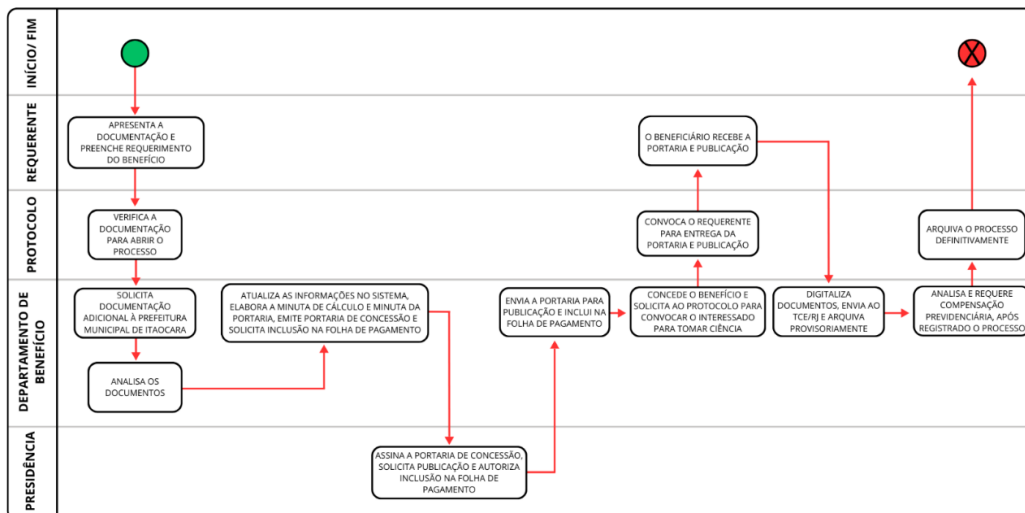 INÍCIO/ FIM
REQUERENTE
APRESENTA A
DOCUMENTAÇÃO E
PREENCHE REQUERIMENTO
DO BENEFÍCIO
O BENEFICIÁRIO RECEBE A
PORTARIA E PUBLICAÇÃO
PROTOCOLO
VERIFICA A
DOCUMENTAÇÃO
PARA ABRIR O
PROCESSO
CONVOCA O REQUERENTE
PARA ENTREGA DA
PORTARIA E PUBLICAÇÃO
ARQUIVA O PROCESSO
DEFINITIVAMENTE
DEPARTAMENTO DE
BENEFÍCIO
SOLICITA
DOCUMENTAÇÃO
ADICIONAL À PREFEITURA
MUNICIPAL DE ITAOCARA
ANALISA OS
DOCUMENTOS
ATUALIZA AS INFORMAÇÕES NO SISTEMA,
ELABORA A MINUTA DE CÁLCULO E MINUTA DA
PORTARIA, EMITE PORTARIA DE CONCESSÃO E
SOLICITA INCLUSÃO NA FOLHA DE PAGAMENTO
ENVIA A PORTARIA PARA
PUBLICAÇÃO E INCLUI NA
FOLHA DE PAGAMENTO
CONCEDE O BENEFÍCIO E
SOLICITA AO PROTOCOLO PARA
CONVOCAR O INTERESSADO
PARA TOMAR CIÊNCIA
DIGITALIZA
DOCUMENTOS, ENVIA AO
TCE/RJ E ARQUIVA
PROVISORIAMENTE
ANALISA E REQUERE
COMPENSAÇÃO
PREVIDENCIÁRIA, APÓS
REGISTRADO O PROCESSO
PRESIDÊNCIA
ASSINA A PORTARIA DE CONCESSÃO,
SOLICITA PUBLICAÇÃO E AUTORIZA
INCLUSÃO NA FOLHA DE
PAGAMENTO